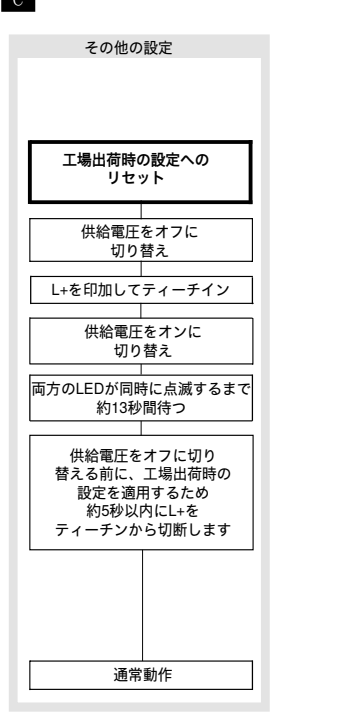 C
その他の設定
工場出荷時の設定への
リセット
供給電圧をオフに
切り替え
L+を印加してティーチイン
供給電圧をオンに
切り替え
両方のLEDが同時に点滅するまで
約13秒間待つ
供給電圧をオフに切り
替える前に、工場出荷時の
設定を適用するため
約5秒以内にL+を
ティーチンから切断します
通常動作